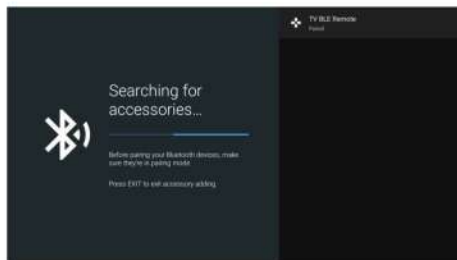 Searching for
accessories...
Before pairing your Bluetooth devices, make
sure they're in pairing mode.
Press EXIT to exit accessory adding.
TV BLE Remote
Paired